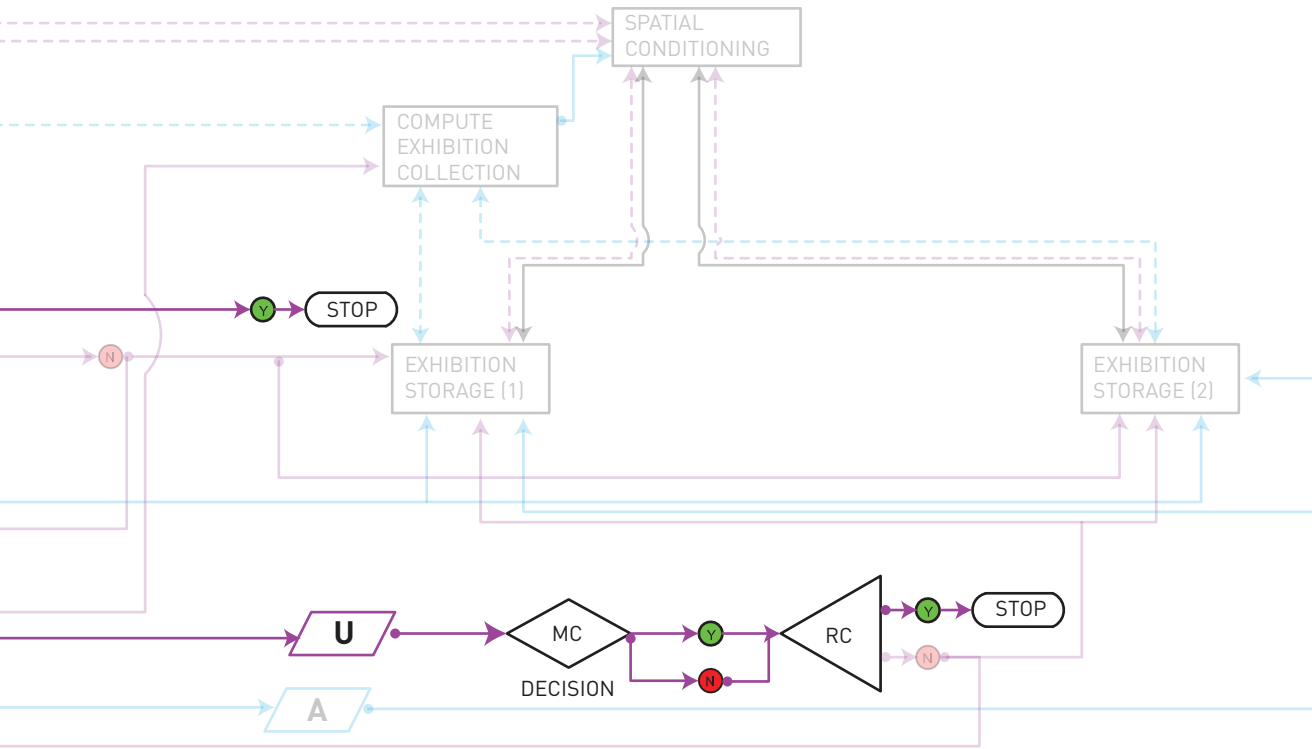 SPATIAL
CONDITIONING
COMPUTE
EXHIBITION
COLLECTION
Y
STOP
N
EXHIBITION
STORAGE (1)
EXHIBITION
STORAGE (2)
U
MC
DECISION
Y
N
RC
Y
STOP
N
A